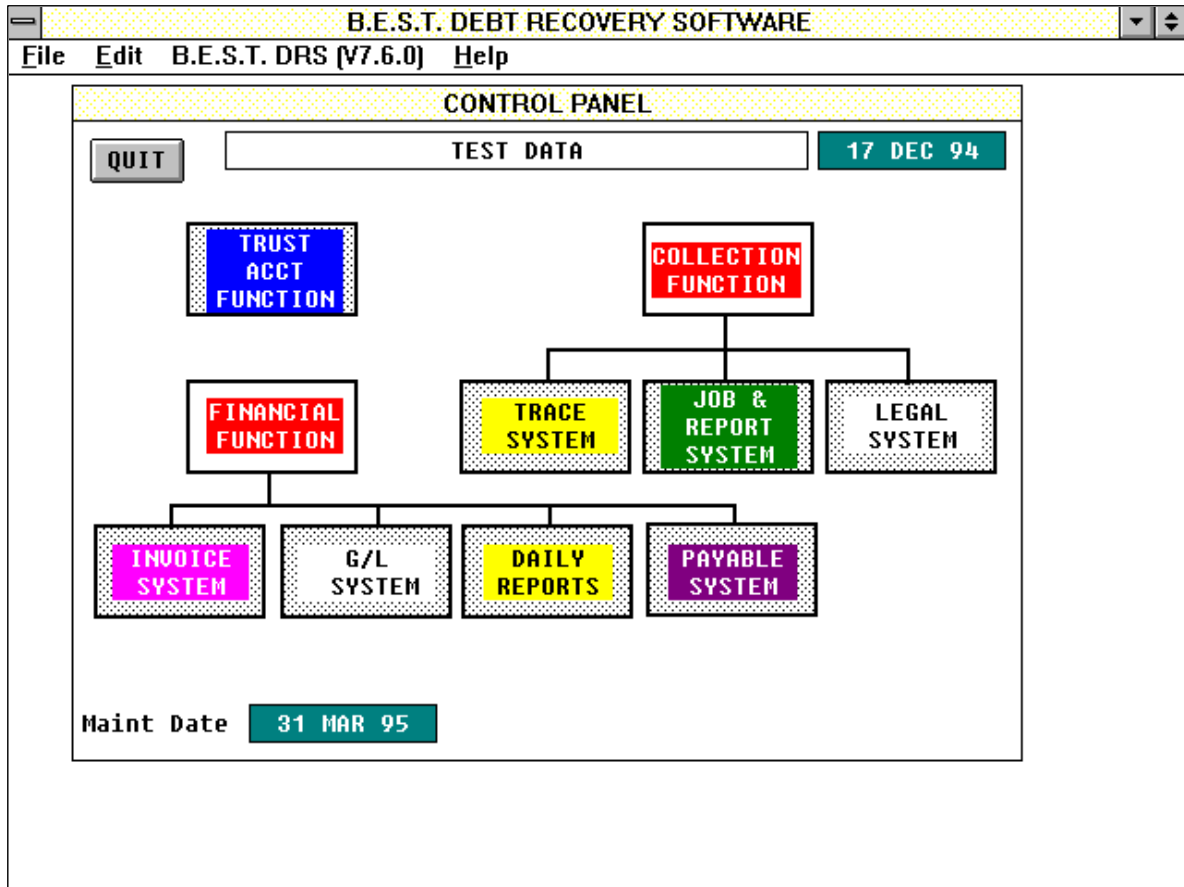 B.E.S.T. DEBT RECOVERY SOFTWARE
File Edit B.E.S.T. DRS (V7.6.0) Help
CONTROL PANEL
QUIT
TEST DATA
17 DEC 94
TRUST
ACCT
FUNCTION
COLLECTION
FUNCTION
FINANCIAL
FUNCTION
TRACE
SYSTEM
JOB &
REPORT
SYSTEM
LEGAL
SYSTEM
INVOICE
SYSTEM
G/L
SYSTEM
DAILY
REPORTS
PAYABLE
SYSTEM
Maint Date 31 MAR 95